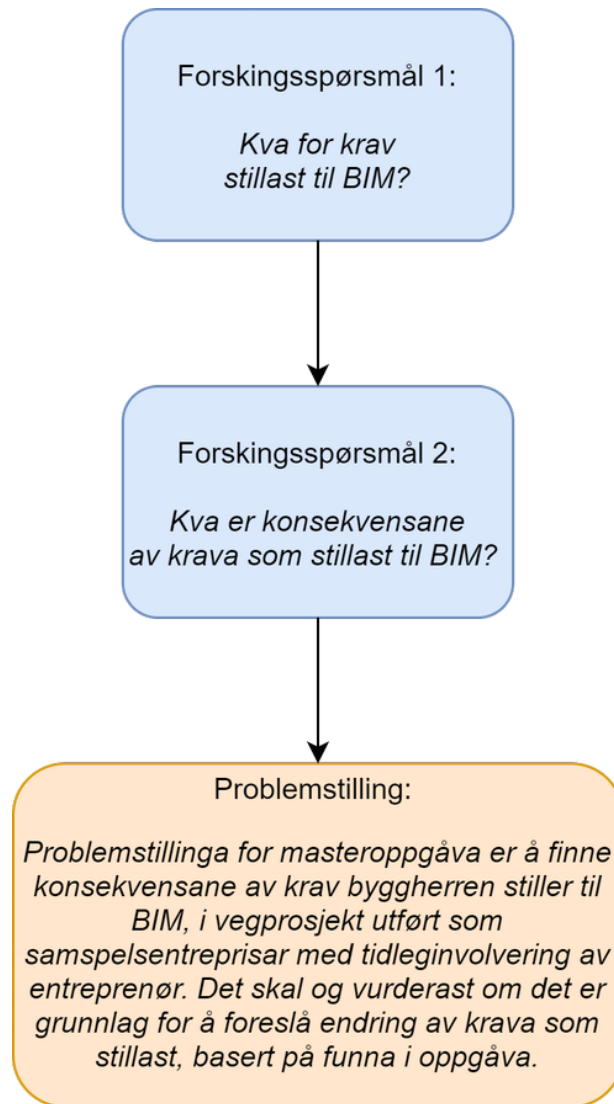 Forskingsspørsmål 1:
Kva for krav
stillast til BIM?
Forskingsspørsmål 2:
Kva er konsekvensane
av krava som stillast til BIM?
Problemstilling:
Problemstillinga for masteroppgåva er å finne
konsekvensane av krav byggherren stiller til
BIM, i vegprosjekt utført som
samspelsentreprisar med tidleginvolvering av
entreprenør. Det skal og vurderast om det er
grunnlag for å foreslå endring av krava som
stillast, basert på funna i oppgåva.